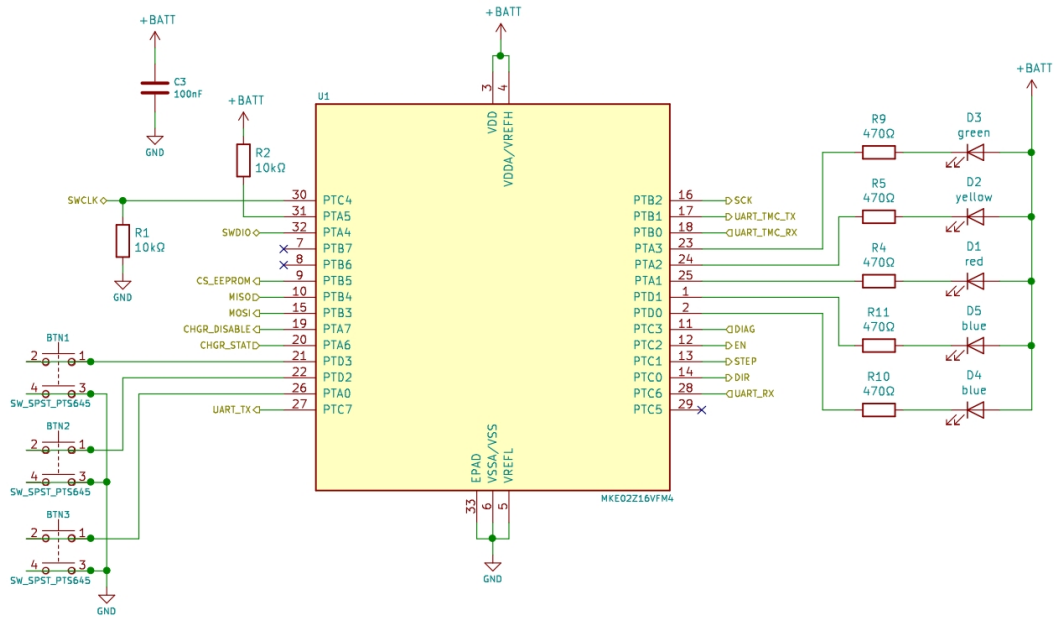 +BATT
C3
100nF
GND
+BATT
R2
10kΩ
SWCLK
R1
10kΩ
GND
+BATT
U1
3
4
VDD
VDDA/VREFH
30 PTC4
31 PTA5
SWDIO 32 PTA4
7 PTB7
8 PTB6
CS_EEPROM 9 PTB5
MISO 10 PTB4
MOSI 15 PTB3
CHGR_DISABLE 19 PTA7
CHGR_STAT 20 PTA6
21 PTD3
22 PTD2
26 PTA0
UART_TX 27 PTC7
PTB2 16 SCK
PTB1 17 UART_TMC_TX
PTB0 18 UART_TMC_RX
PTA3 23
PTA2 24
PTA1 25
PTD1 1
PTD0 2
PTC3 11 DIAG
PTC2 12 EN
PTC1 13 STEP
PTC0 14 DIR
PTC6 28 UART_RX
PTC5 29
EPAD
VSSA/VSS
VREFL
33
6
5
MKE02Z16VFM4
GND
BTN1
2 1
4 3
SW_SPST_PTS645
BTN2
2 1
4 3
SW_SPST_PTS645
BTN3
2 1
4 3
SW_SPST_PTS645
GND
+BATT
R9
470Ω
D3
green
R5
470Ω
D2
yellow
R4
470Ω
D1
red
R11
470Ω
D5
blue
R10
470Ω
D4
blue